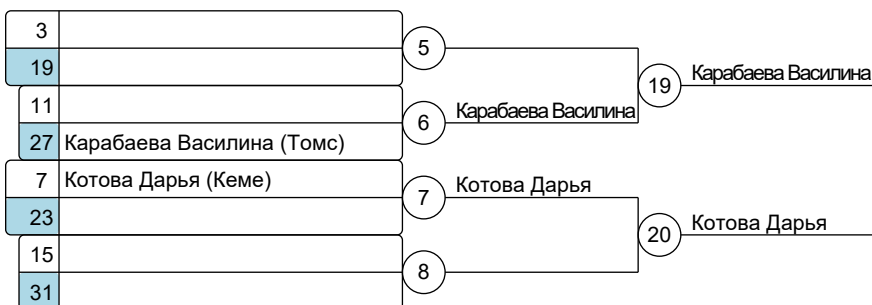 3
5
19
19 Карабаева Василина
11
6 Карабаева Василина
27 Карабаева Василина (Томс)
7 Котова Дарья (Кеме)
7 Котова Дарья
23
20 Котова Дарья
15
8
31